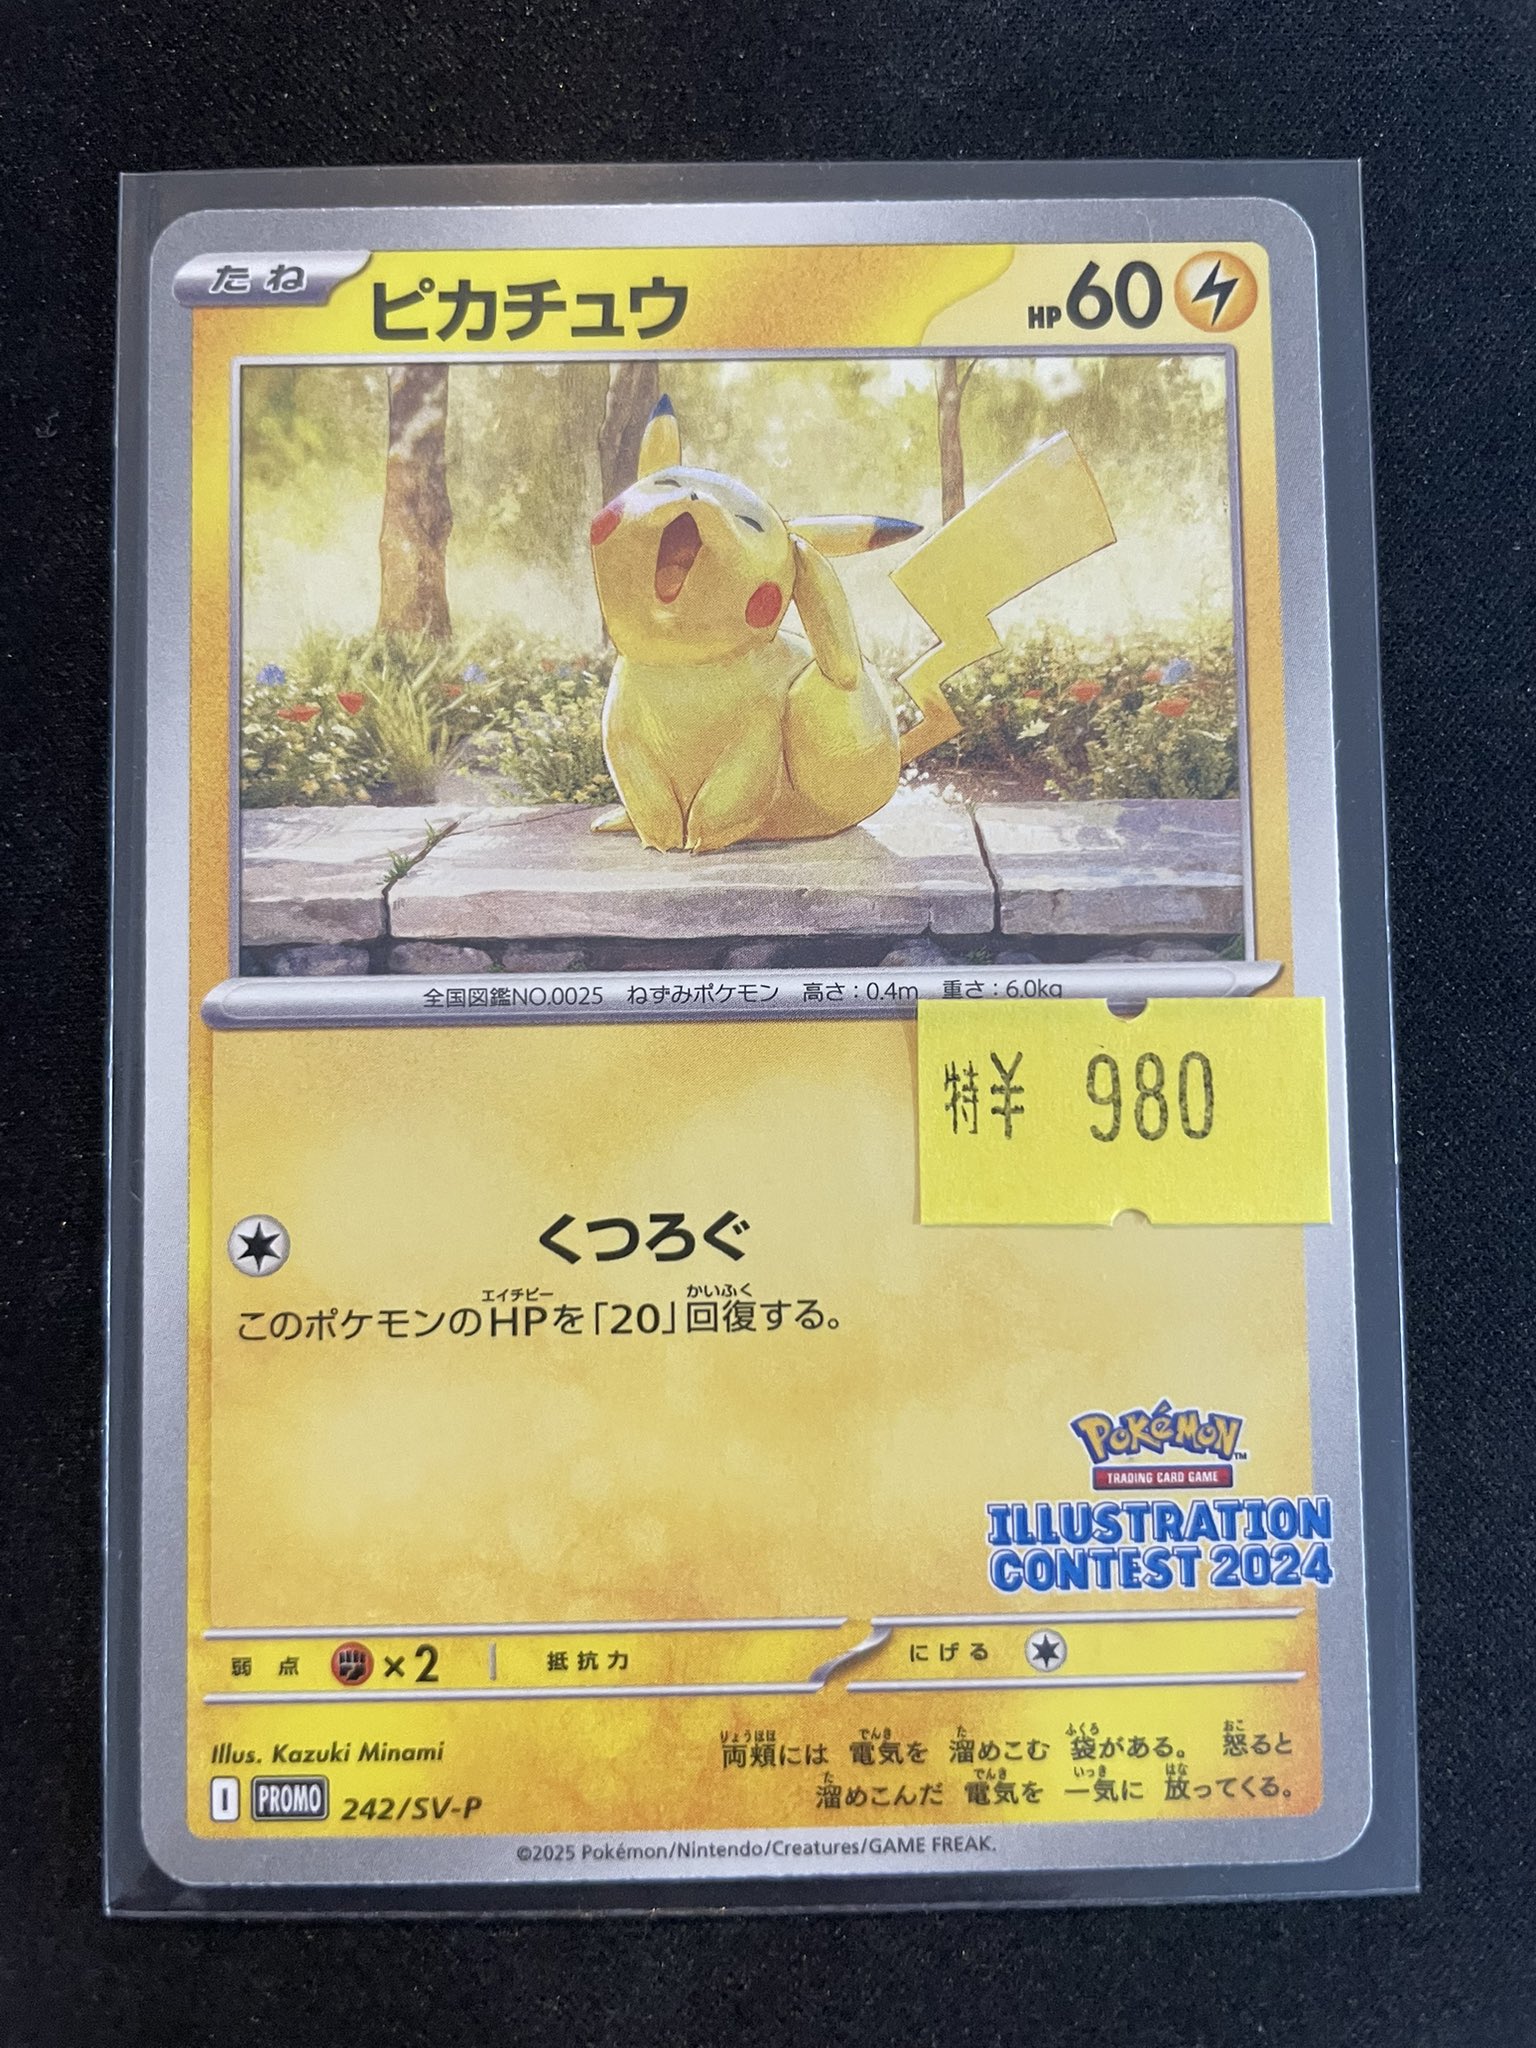 たね
ピカチュウ
HP60
全国図鑑NO.0025 ねずみポケモン 高さ：0.4m 重さ：6.0kg
特¥ 980
くつろぐ
エイチピー かいふく
このポケモンのHPを「20」回復する。
POKéMON™
TRADING CARD GAME
ILLUSTRATION
CONTEST 2024
弱点 ×2 抵抗力 にげる
Illus. Kazuki Minami
I PROMO 242/SV-P
りょうほほ でんき た ふくろ おこ
両頬には 電気を 溜めこむ 袋がある。 怒ると
た でんき いっき はな
溜めこんだ 電気を 一気に 放ってくる。
©2025 Pokémon/Nintendo/Creatures/GAME FREAK.